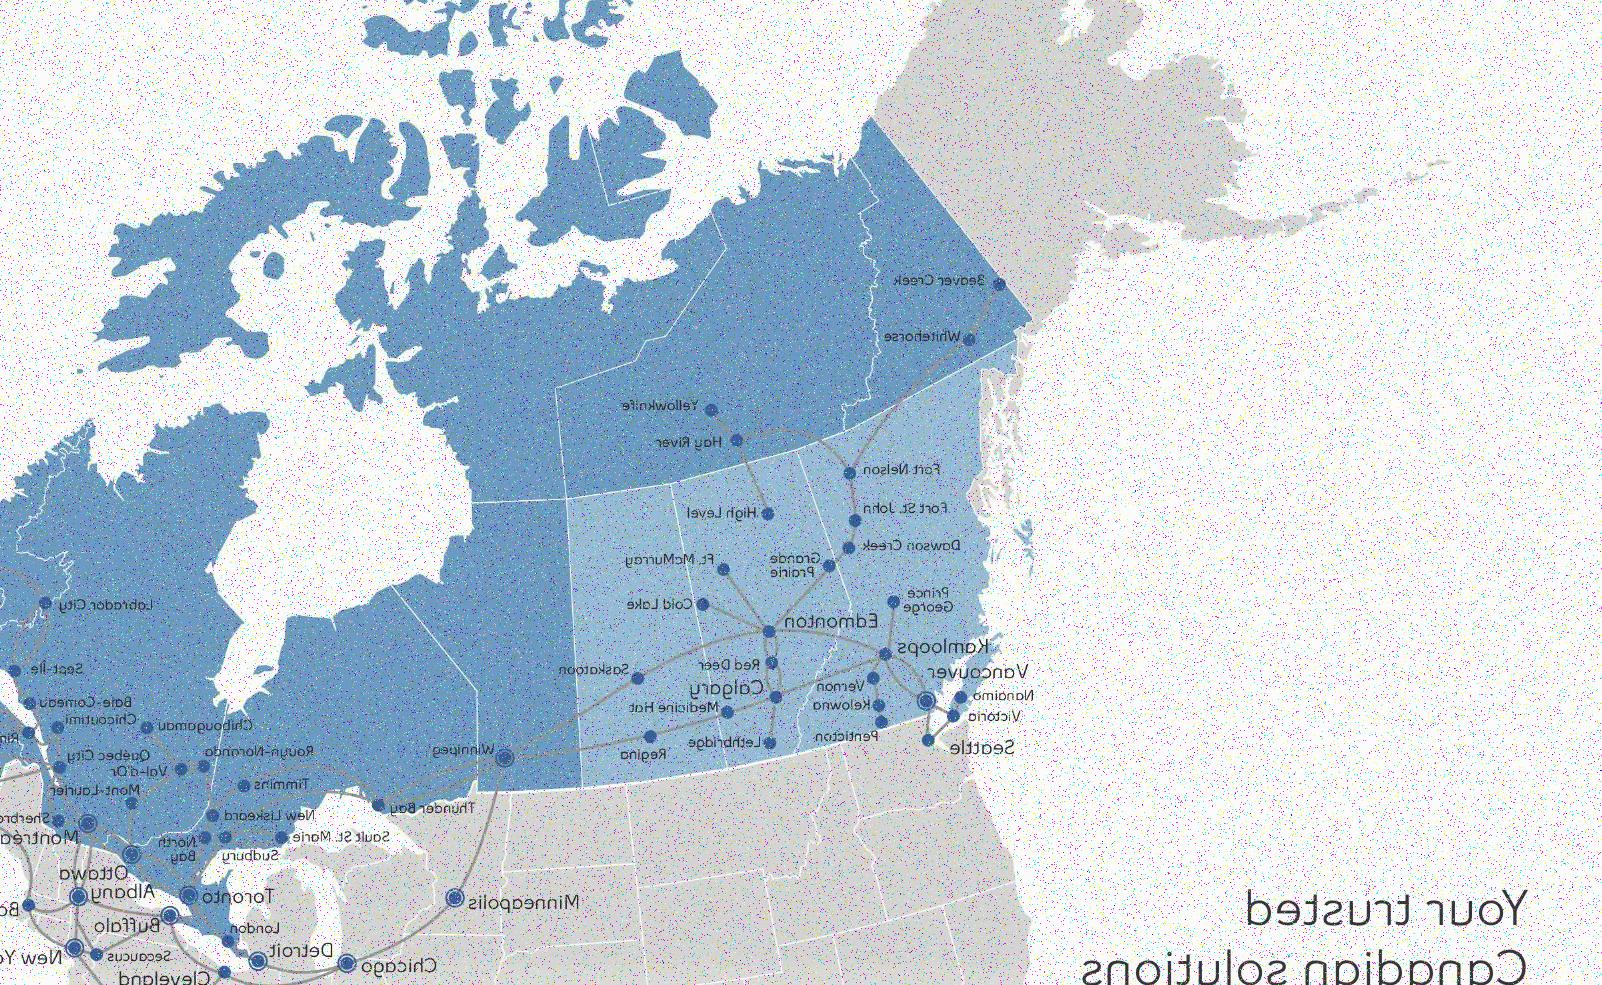 Beaver Creek
Whitehorse
Yellowknife
Hay River
Fort Nelson
High Level
Fort St. John
Dawson Creek
Ft. McMurray
Grande
Prairie
Cold Lake
Prince
George
Labrador City
Edmonton
Kamloops
Sept-Île
Saskatoon
Red Deer
Vancouver
Calgary
Vernon
Nanaimo
Baie-Comeau
Medicine Hat
Kelowna
Victoria
Chicoutimi
Chibougamau
Penticton
Winnipeg
Regina
Lethbridge
Seattle
Québec City
Rouyn-Noranda
Val-d'Or
Mont-Laurier
Timmins
Thunder Bay
New Liskeard
Sherbro
Montréa
North
Bay
Sudbury
Sault St. Marie
Ottawa
Albany
Toronto
Minneapolis
Bo
Buffalo
London
Your trusted
New Yo
Secaucus
Detroit
Chicago
Cleveland
Canadian solutions